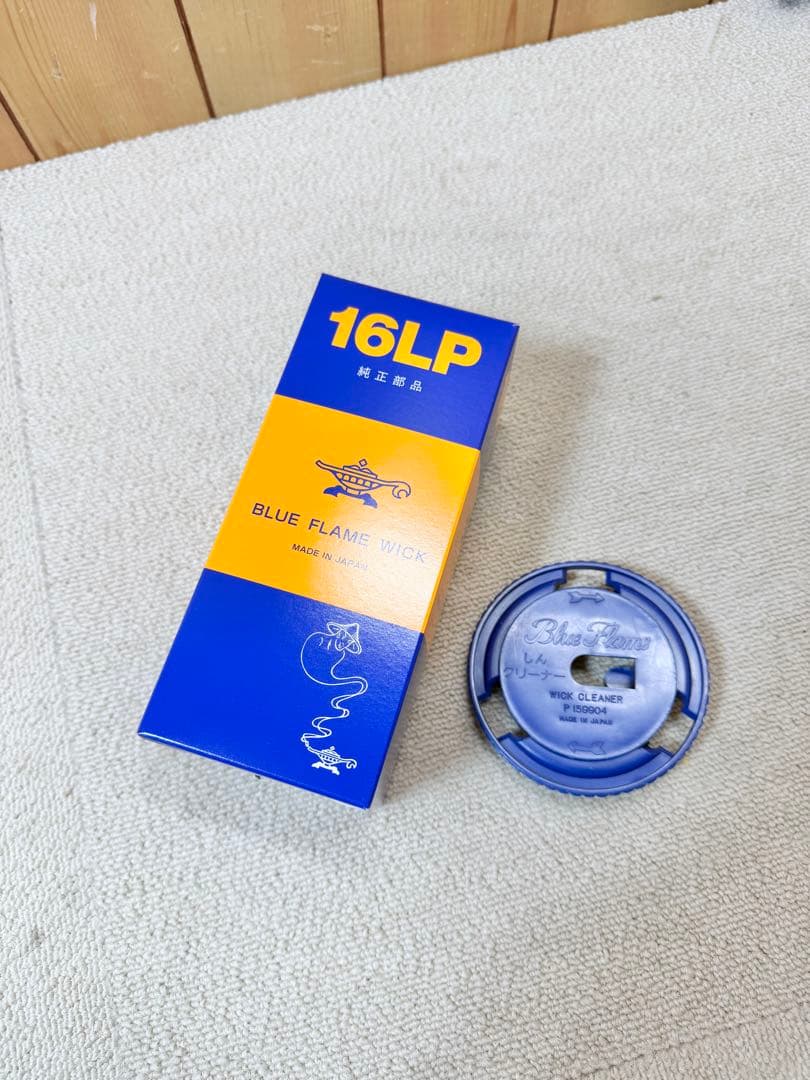 16LP
純正部品
BLUE FLAME WICK
MADE IN JAPAN
Blue Flame
しん
クリーナー
WICK CLEANER
P 159904
MADE IN JAPAN